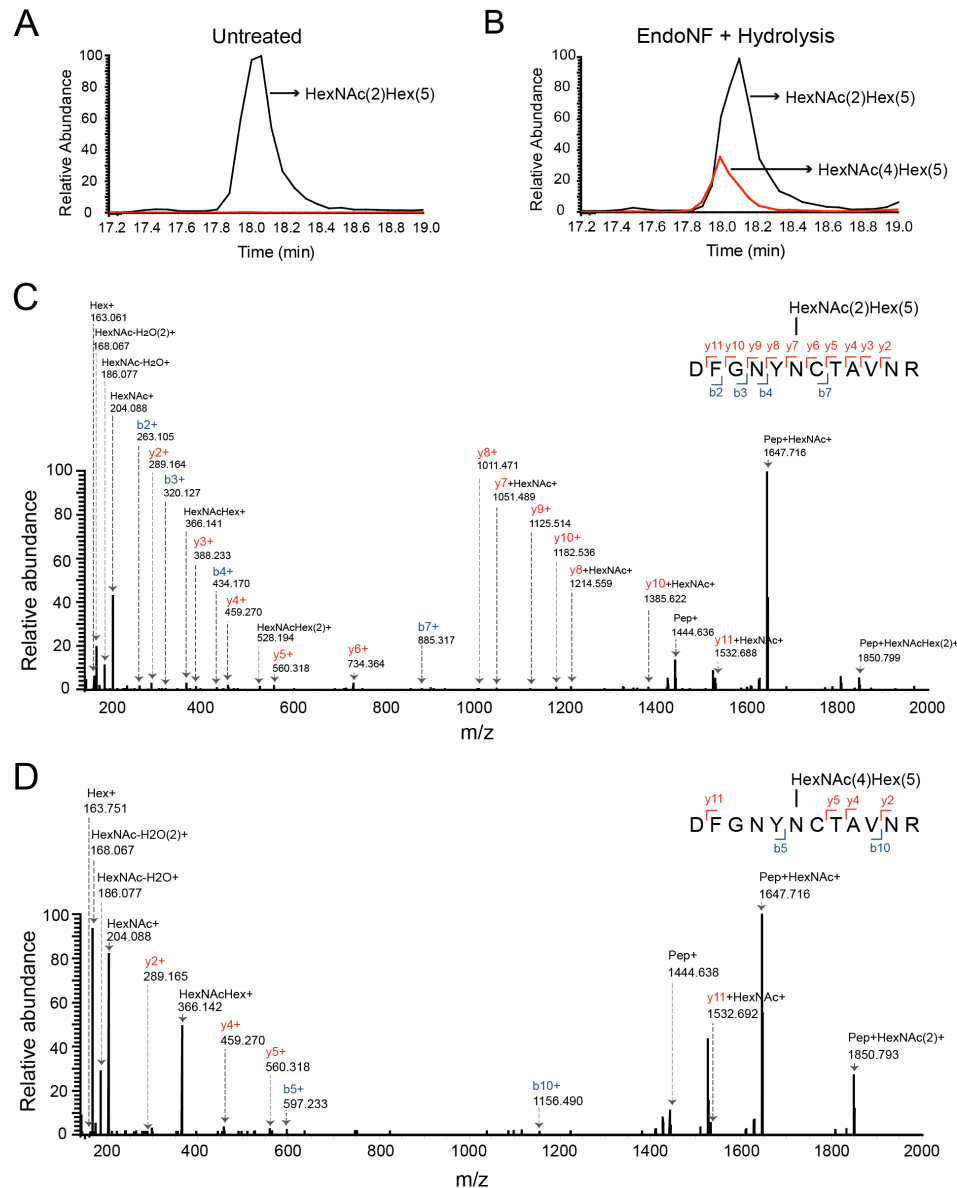 A
Untreated
100
80
60
40
20
0
Relative Abundance
HexNAc(2)Hex(5)
17.2 17.4 17.6 17.8 18.0 18.2 18.4 18.6 18.8 19.0
Time (min)
B
EndoNF + Hydrolysis
100
80
60
40
20
0
Relative Abundance
HexNAc(2)Hex(5)
HexNAc(4)Hex(5)
17.2 17.4 17.6 17.8 18.0 18.2 18.4 18.6 18.8 19.0
Time (min)
C
Hex+
163.061
HexNAc-H2O(2)+
168.067
HexNAc-H2O+
186.077
HexNAc+
204.088
b2+
263.105
y2+
289.164
b3+
320.127
HexNAcHex+
366.141
y3+
388.233
b4+
434.170
y4+
459.270
HexNAcHex(2)+
528.194
y5+
560.318
y6+
734.364
b7+
885.317
y8+
1011.471
y7+HexNAc+
1051.489
y9+
1125.514
y10+
1182.536
y8+HexNAc+
1214.559
y10+HexNAc+
1385.622
Pep+
1444.636
y11+HexNAc+
1532.688
Pep+HexNAc+
1647.716
Pep+HexNAcHex(2)+
1850.799
HexNAc(2)Hex(5)
y11 y10 y9 y8 y7 y6 y5 y4 y3 y2
D F G N Y N C T A V N R
b2 b3 b4 b7
100
80
60
40
20
0
Relative abundance
200 400 600 800 1000 1200 1400 1600 1800 2000
m/z
D
Hex+
163.751
HexNAc-H2O(2)+
168.067
HexNAc-H2O+
186.077
HexNAc+
204.088
y2+
289.165
HexNAcHex+
366.142
y4+
459.270
y5+
560.318
b5+
597.233
b10+
1156.490
Pep+
1444.638
y11+HexNAc+
1532.692
Pep+HexNAc+
1647.716
Pep+HexNAc(2)+
1850.793
HexNAc(4)Hex(5)
y11 y5 y4 y2
D F G N Y N C T A V N R
b5 b10
100
80
60
40
20
0
Relative abundance
200 400 600 800 1000 1200 1400 1600 1800 2000
m/z